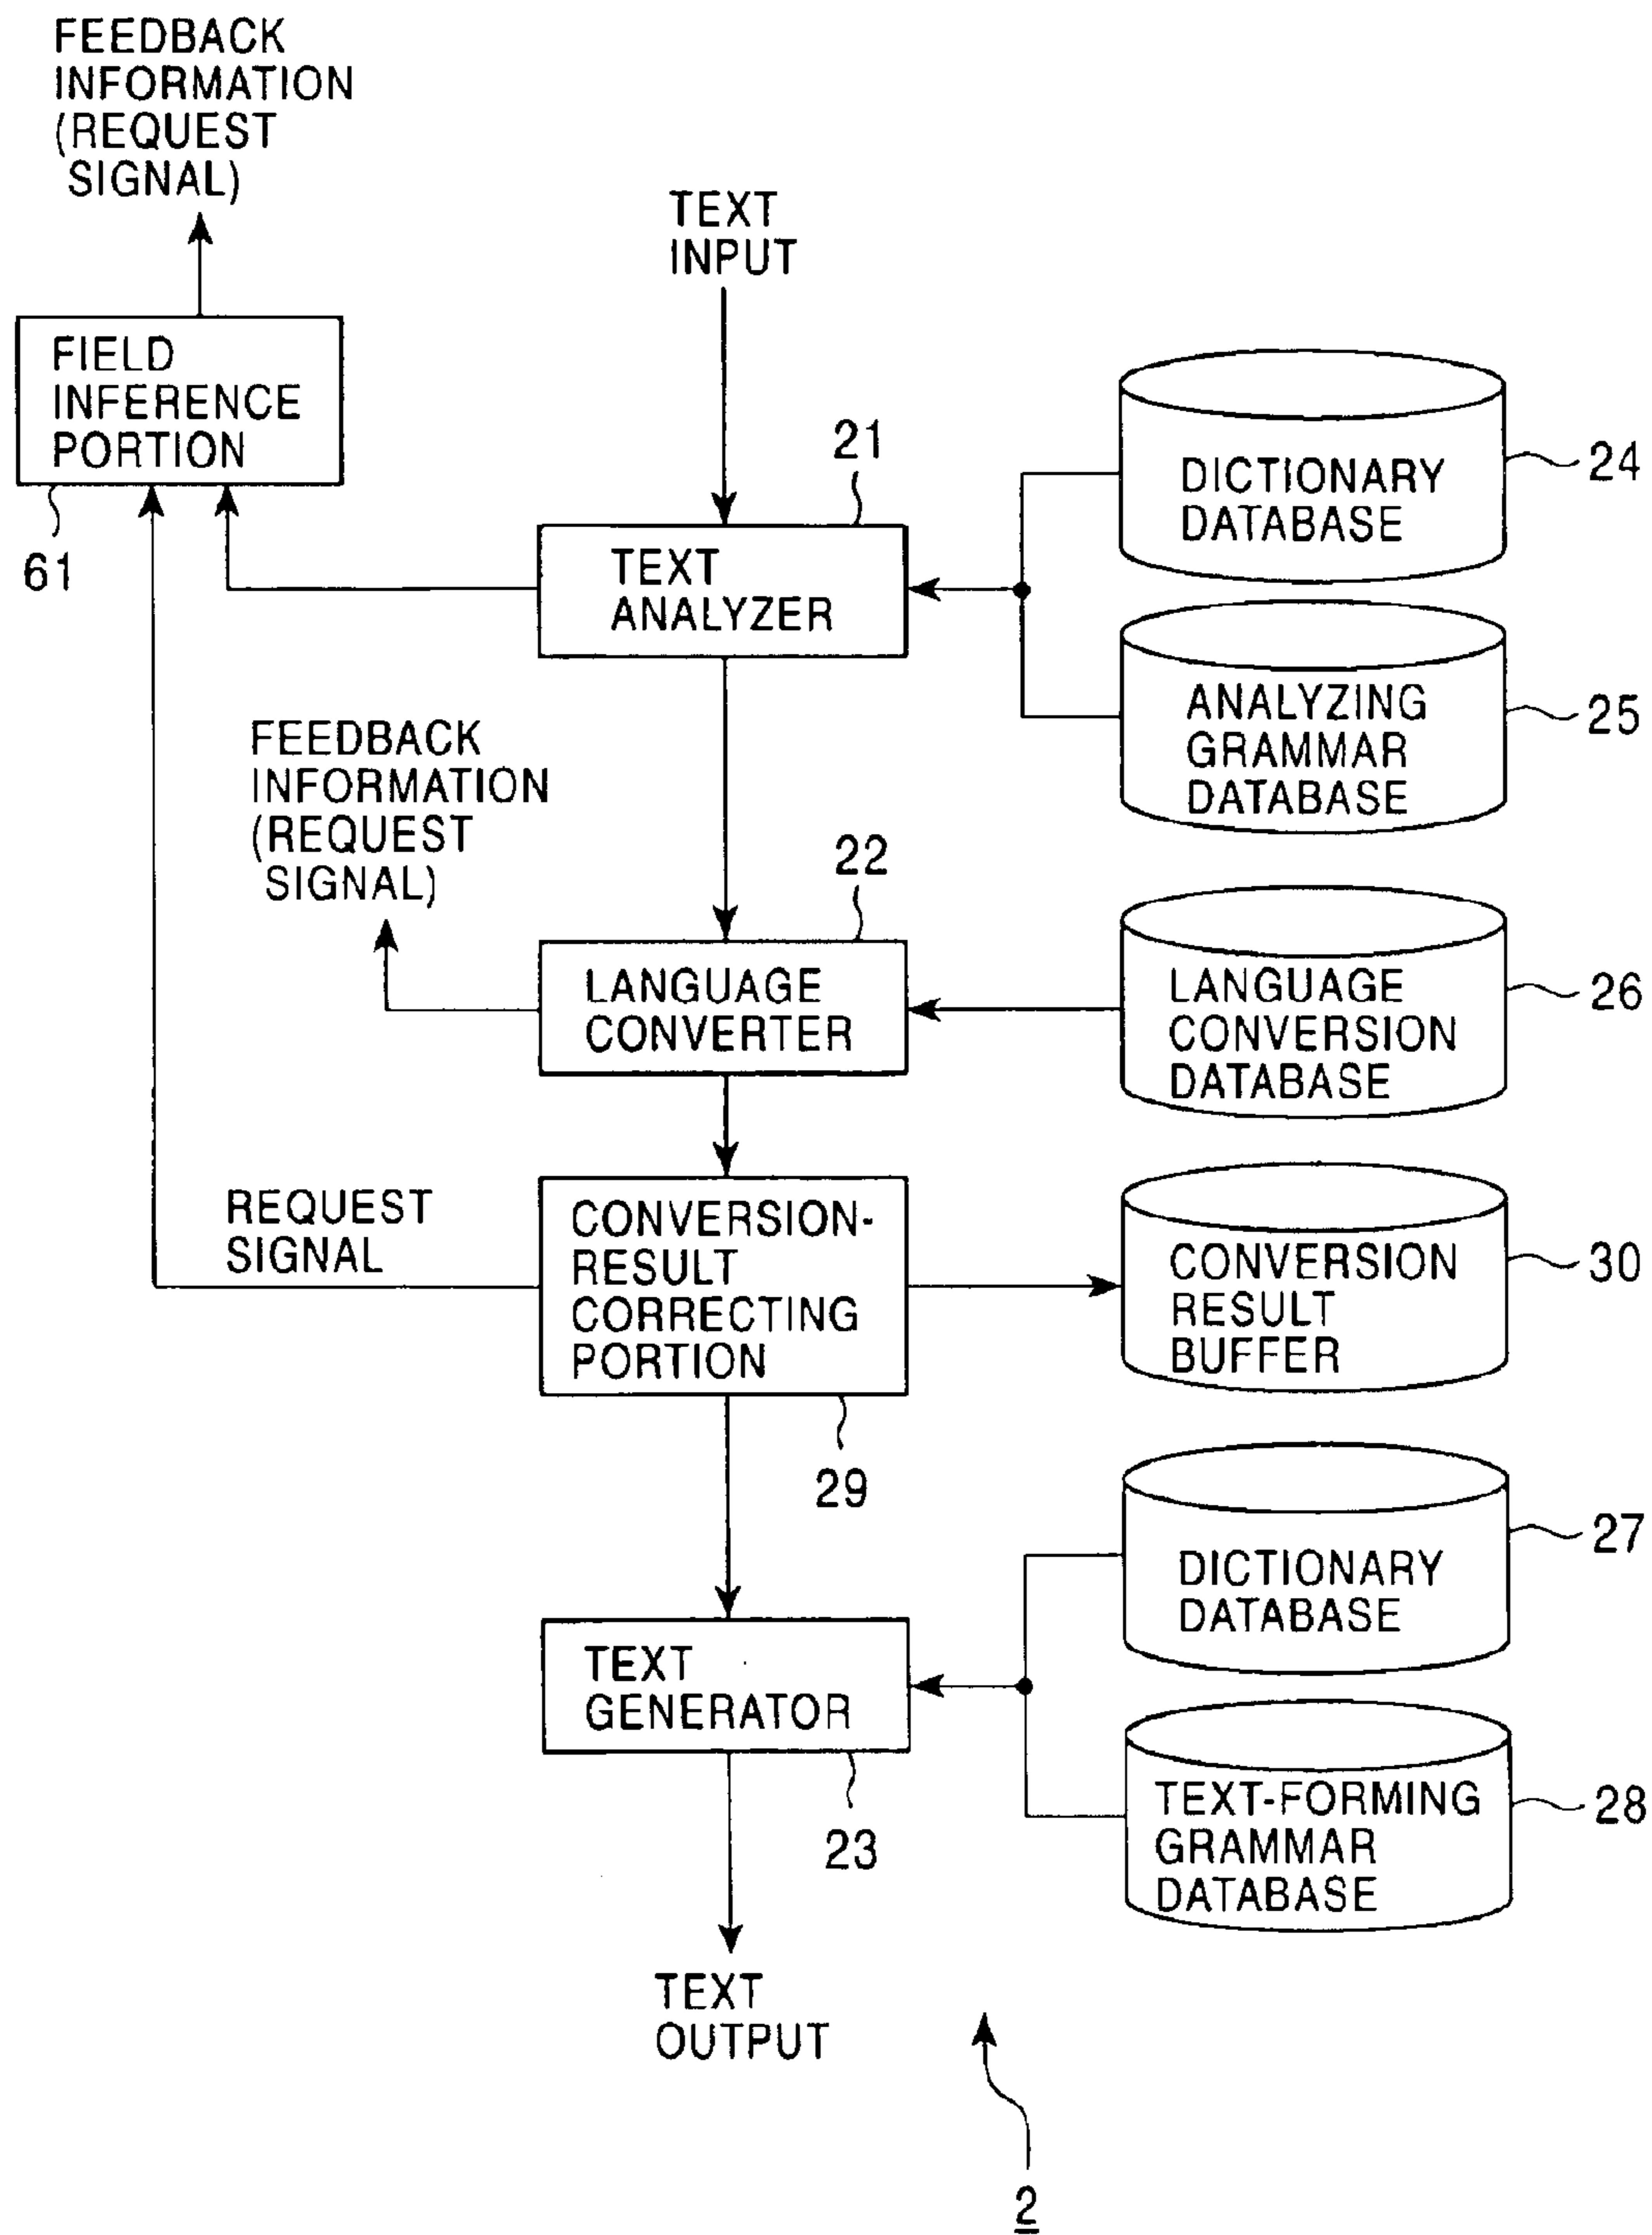 FEEDBACK
INFORMATION
(REQUEST
SIGNAL)
TEXT
INPUT
FIELD
INFERENCE
PORTION
61
21
TEXT
ANALYZER
DICTIONARY
DATABASE
24
ANALYZING
GRAMMAR
DATABASE
25
FEEDBACK
INFORMATION
(REQUEST
SIGNAL)
22
LANGUAGE
CONVERTER
LANGUAGE
CONVERSION
DATABASE
26
REQUEST
SIGNAL
CONVERSION-
RESULT
CORRECTING
PORTION
29
CONVERSION
RESULT
BUFFER
30
DICTIONARY
DATABASE
27
TEXT
GENERATOR
23
TEXT-FORMING
GRAMMAR
DATABASE
28
TEXT
OUTPUT
2